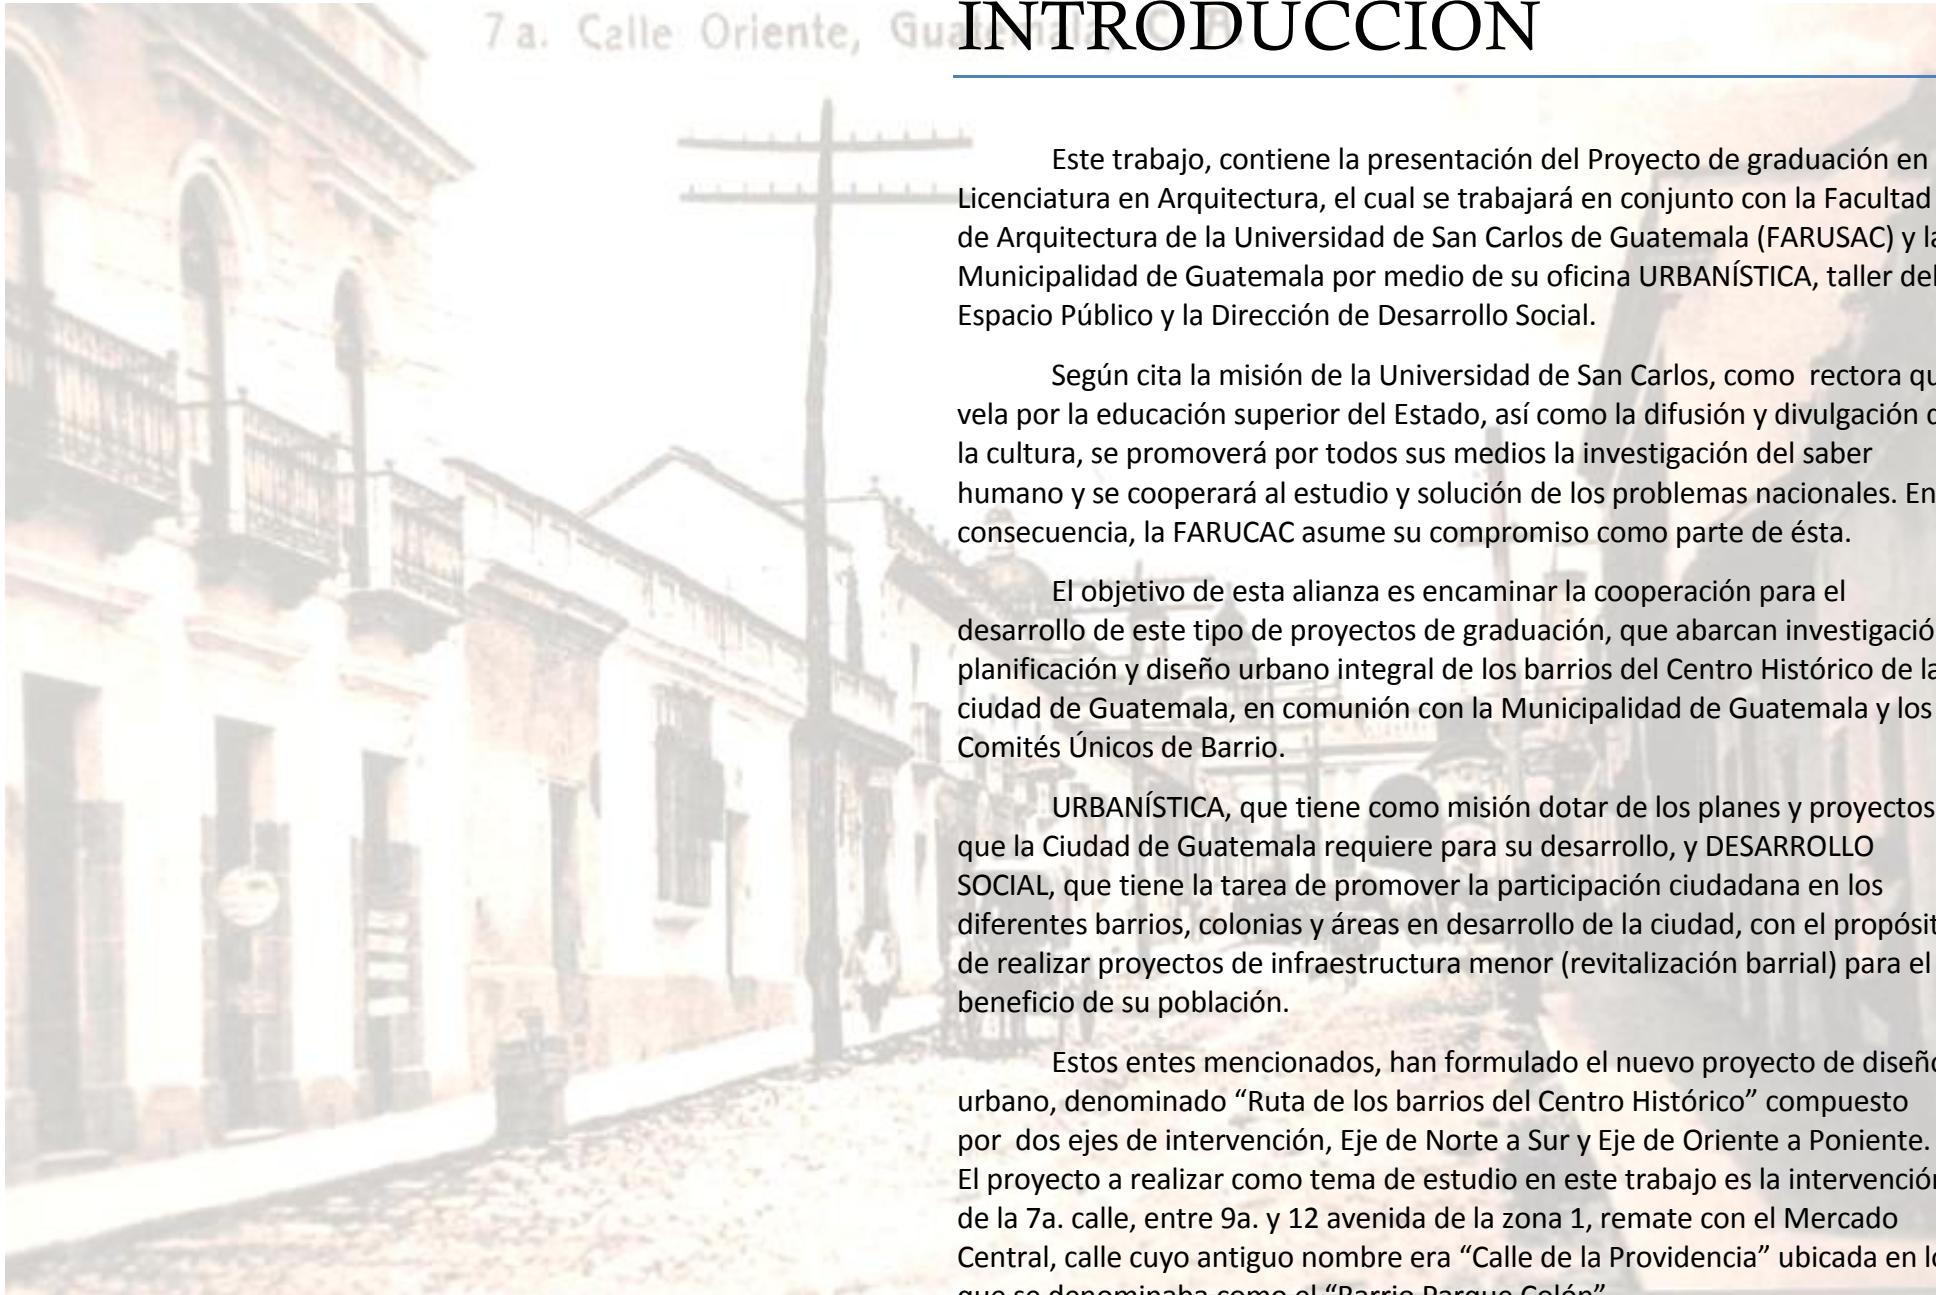 7a. Calle Oriente, Guatemala, C. A.
INTRODUCCIÓN
Este trabajo, contiene la presentación del Proyecto de graduación en
Licenciatura en Arquitectura, el cual se trabajará en conjunto con la Facultad
de Arquitectura de la Universidad de San Carlos de Guatemala (FARUSAC) y la
Municipalidad de Guatemala por medio de su oficina URBANÍSTICA, taller del
Espacio Público y la Dirección de Desarrollo Social.
Según cita la misión de la Universidad de San Carlos, como rectora qu
vela por la educación superior del Estado, así como la difusión y divulgación d
la cultura, se promoverá por todos sus medios la investigación del saber
humano y se cooperará al estudio y solución de los problemas nacionales. En
consecuencia, la FARUCAC asume su compromiso como parte de ésta.
El objetivo de esta alianza es encaminar la cooperación para el
desarrollo de este tipo de proyectos de graduación, que abarcan investigació
planificación y diseño urbano integral de los barrios del Centro Histórico de la
ciudad de Guatemala, en comunión con la Municipalidad de Guatemala y los
Comités Únicos de Barrio.
URBANÍSTICA, que tiene como misión dotar de los planes y proyectos
que la Ciudad de Guatemala requiere para su desarrollo, y DESARROLLO
SOCIAL, que tiene la tarea de promover la participación ciudadana en los
diferentes barrios, colonias y áreas en desarrollo de la ciudad, con el propósit
de realizar proyectos de infraestructura menor (revitalización barrial) para el
beneficio de su población.
Estos entes mencionados, han formulado el nuevo proyecto de diseño
urbano, denominado “Ruta de los barrios del Centro Histórico” compuesto
por dos ejes de intervención, Eje de Norte a Sur y Eje de Oriente a Poniente.
El proyecto a realizar como tema de estudio en este trabajo es la intervención
de la 7a. calle, entre 9a. y 12 avenida de la zona 1, remate con el Mercado
Central, calle cuyo antiguo nombre era “Calle de la Providencia” ubicada en lo
que se denominaba como el “Barrio Parque Colón”